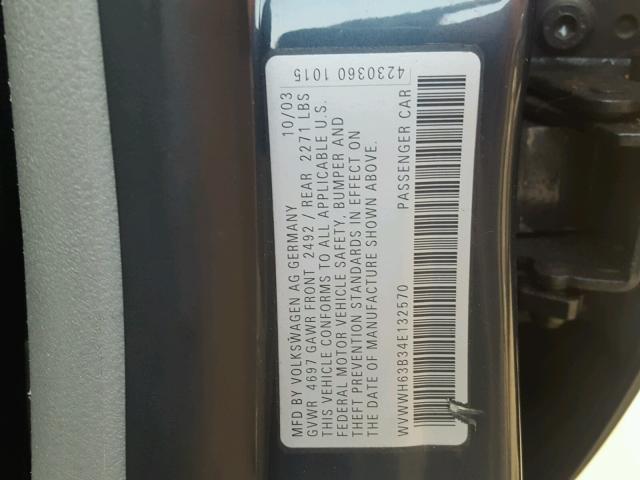 4230360 1015
MFD BY VOLKSWAGEN AG GERMANY 10/03
GVWR 4697 GAWR FRONT 2492 / REAR 2271 LBS
THIS VEHICLE CONFORMS TO ALL APPLICABLE U.S.
FEDERAL MOTOR VEHICLE SAFETY, BUMPER AND
THEFT PREVENTION STANDARDS IN EFFECT ON
THE DATE OF MANUFACTURE SHOWN ABOVE.
WVWWH63B34E132570 PASSENGER CAR